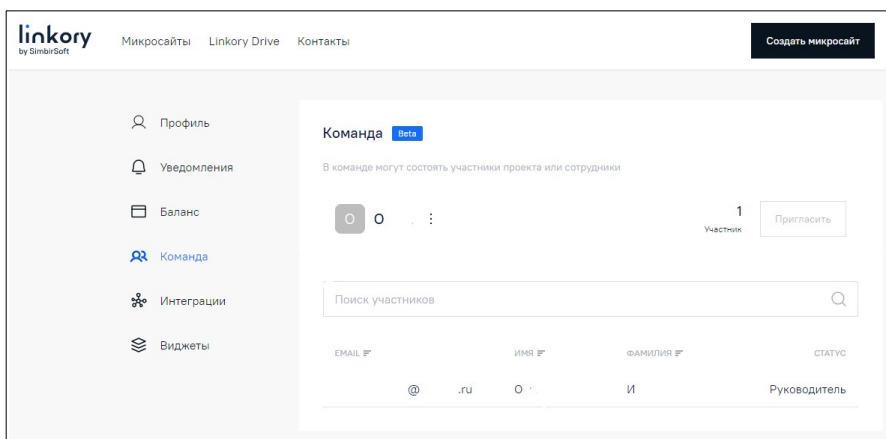 linkory
by SimbirSoft
Микросайты Linkory Drive Контакты
Создать микросайт
Профиль
Уведомления
Баланс
Команда
Интеграции
Виджеты
Команда Beta
В команде могут состоять участники проекта или сотрудники
О О
1
Участник
Пригласить
Поиск участников
EMAIL ИМЯ ФАМИЛИЯ СТАТУС
@ .ru О И Руководитель